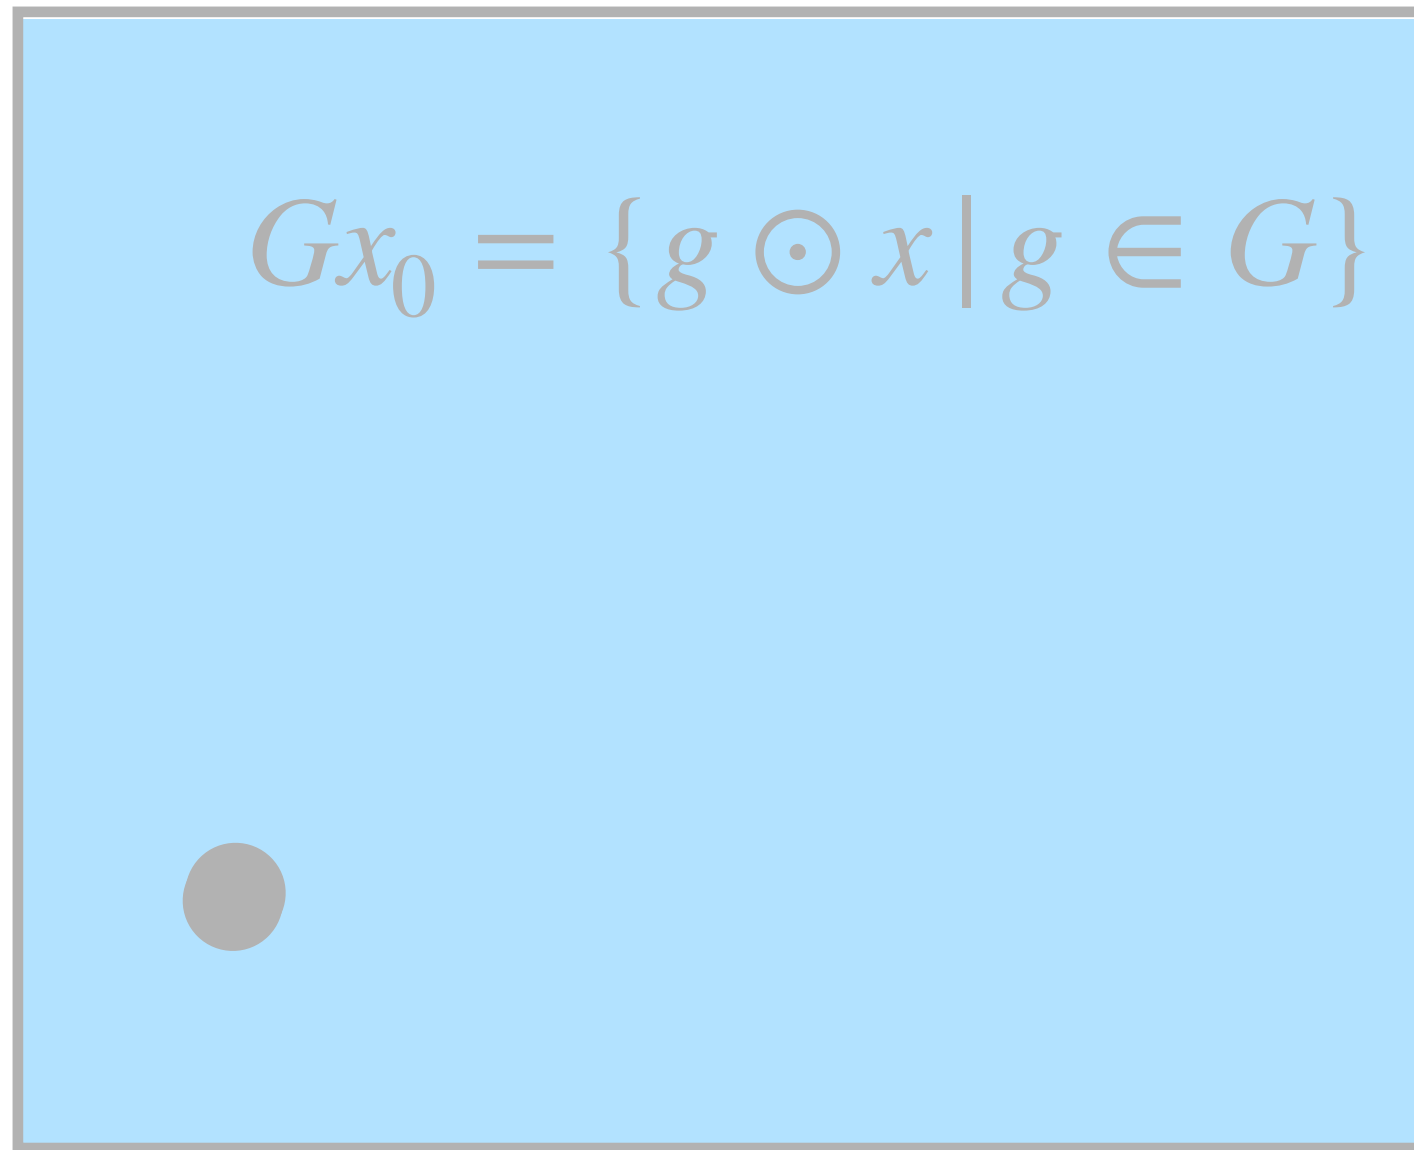 Gx₀ = {g ⊙ x | g ∈ G}